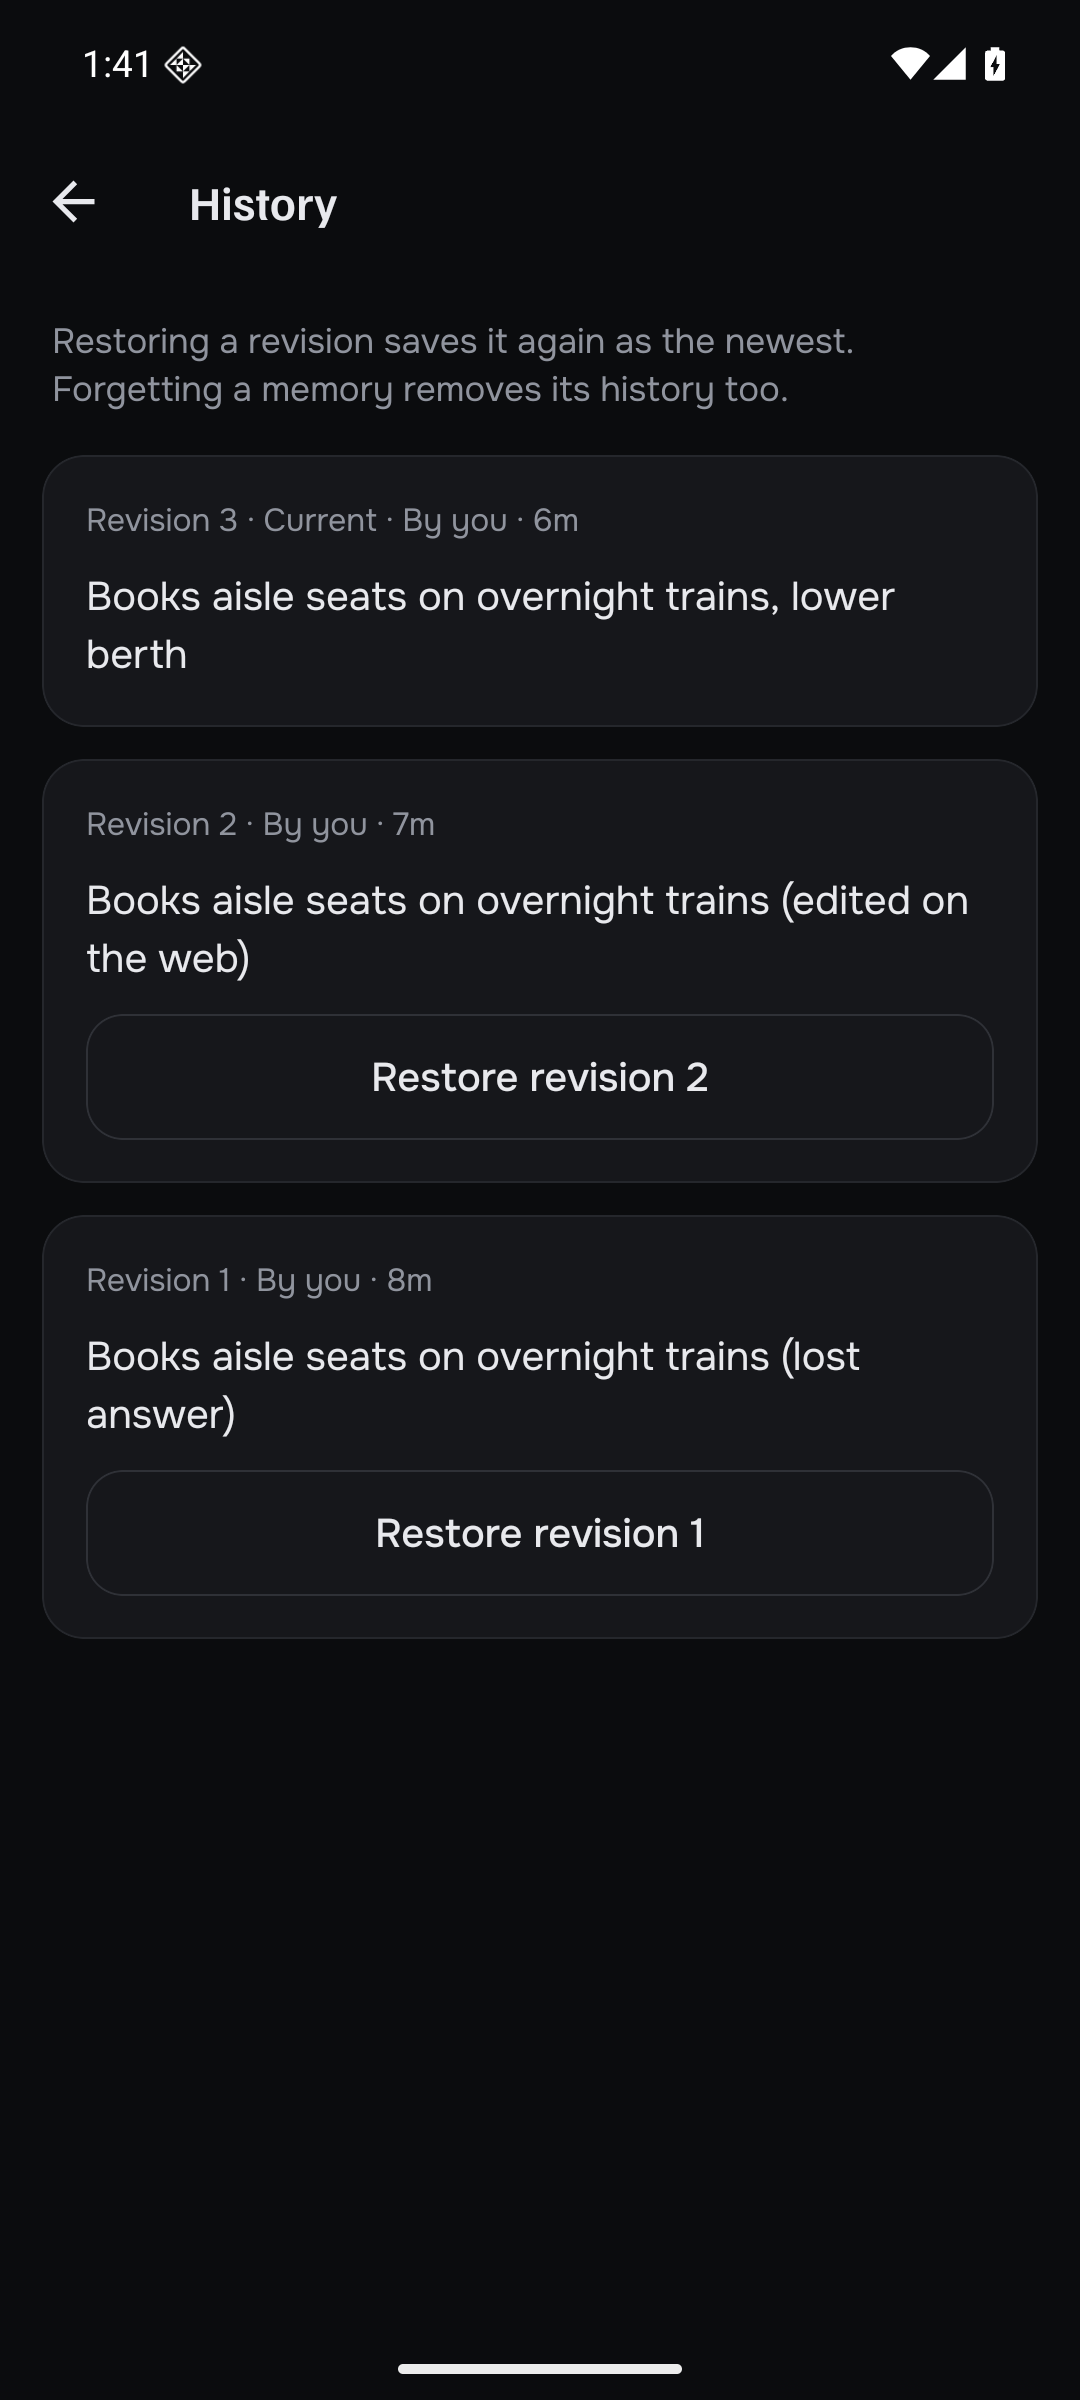 1:41
History
Restoring a revision saves it again as the newest.
Forgetting a memory removes its history too.
Revision 3 · Current · By you · 6m
Books aisle seats on overnight trains, lower
berth
Revision 2 · By you · 7m
Books aisle seats on overnight trains (edited on
the web)
Restore revision 2
Revision 1 · By you · 8m
Books aisle seats on overnight trains (lost
answer)
Restore revision 1